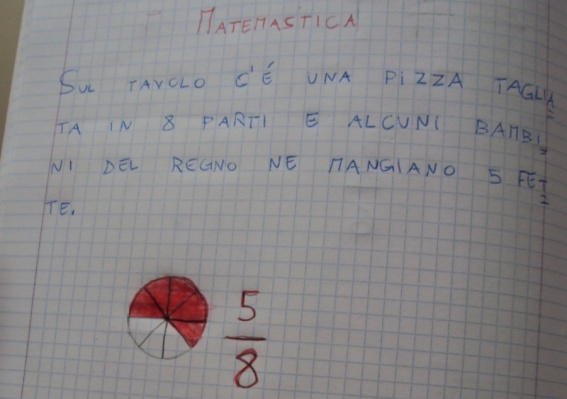 MATEMASTICA
SUL TAVOLO C'É UNA PIZZA TAGLIA
TA IN 8 PARTI E ALCUNI BAMBI
NI DEL REGNO NE MANGIANO 5 FET
TE.
5
8